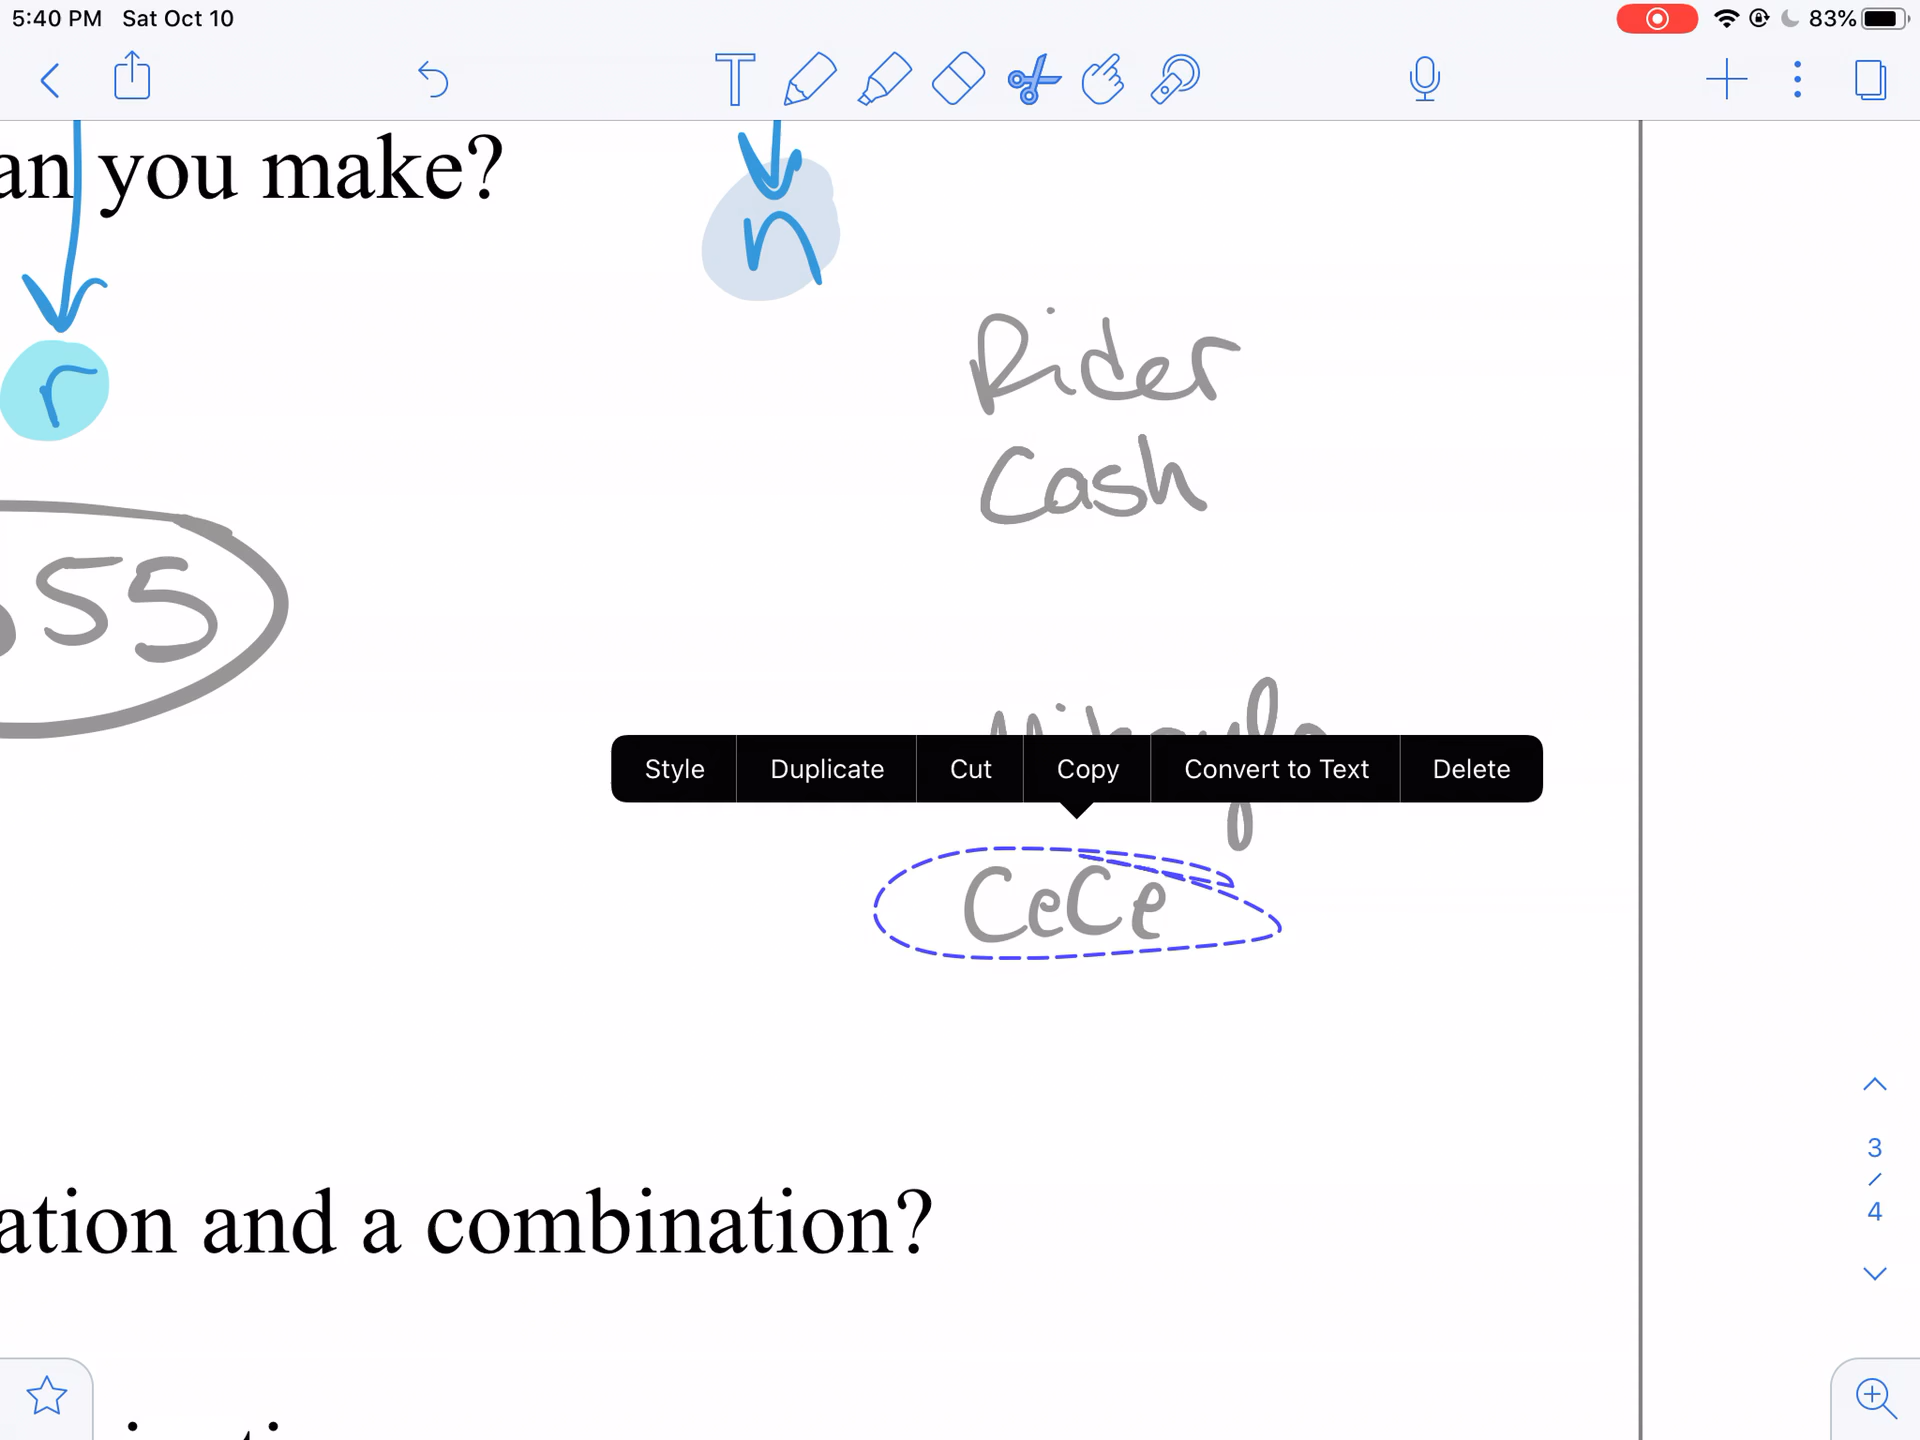 5:40 PM Sat Oct 10
83%
T
an you make?
n
r
Rider
Cash
55
Style Duplicate Cut Copy Convert to Text Delete
CeCe
3
/
4
ation and a combination?